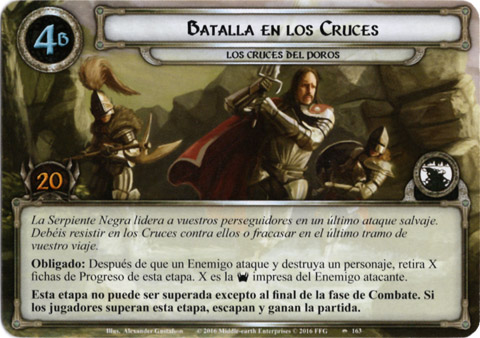 4B
BATALLA EN LOS CRUCES
LOS CRUCES DEL POROS
20
La Serpiente Negra lidera a vuestros perseguidores en un último ataque salvaje.
Debéis resistir en los Cruces contra ellos o fracasar en el último tramo de
vuestro viaje.
Obligado: Después de que un Enemigo ataque y destruya un personaje, retira X
fichas de Progreso de esta etapa. X es la impresa del Enemigo atacante.
Esta etapa no puede ser superada excepto al final de la fase de Combate. Si
los jugadores superan esta etapa, escapan y ganan la partida.
Illus. Alexander Gustafson © 2016 Middle-earth Enterprises © 2016 FFG 163